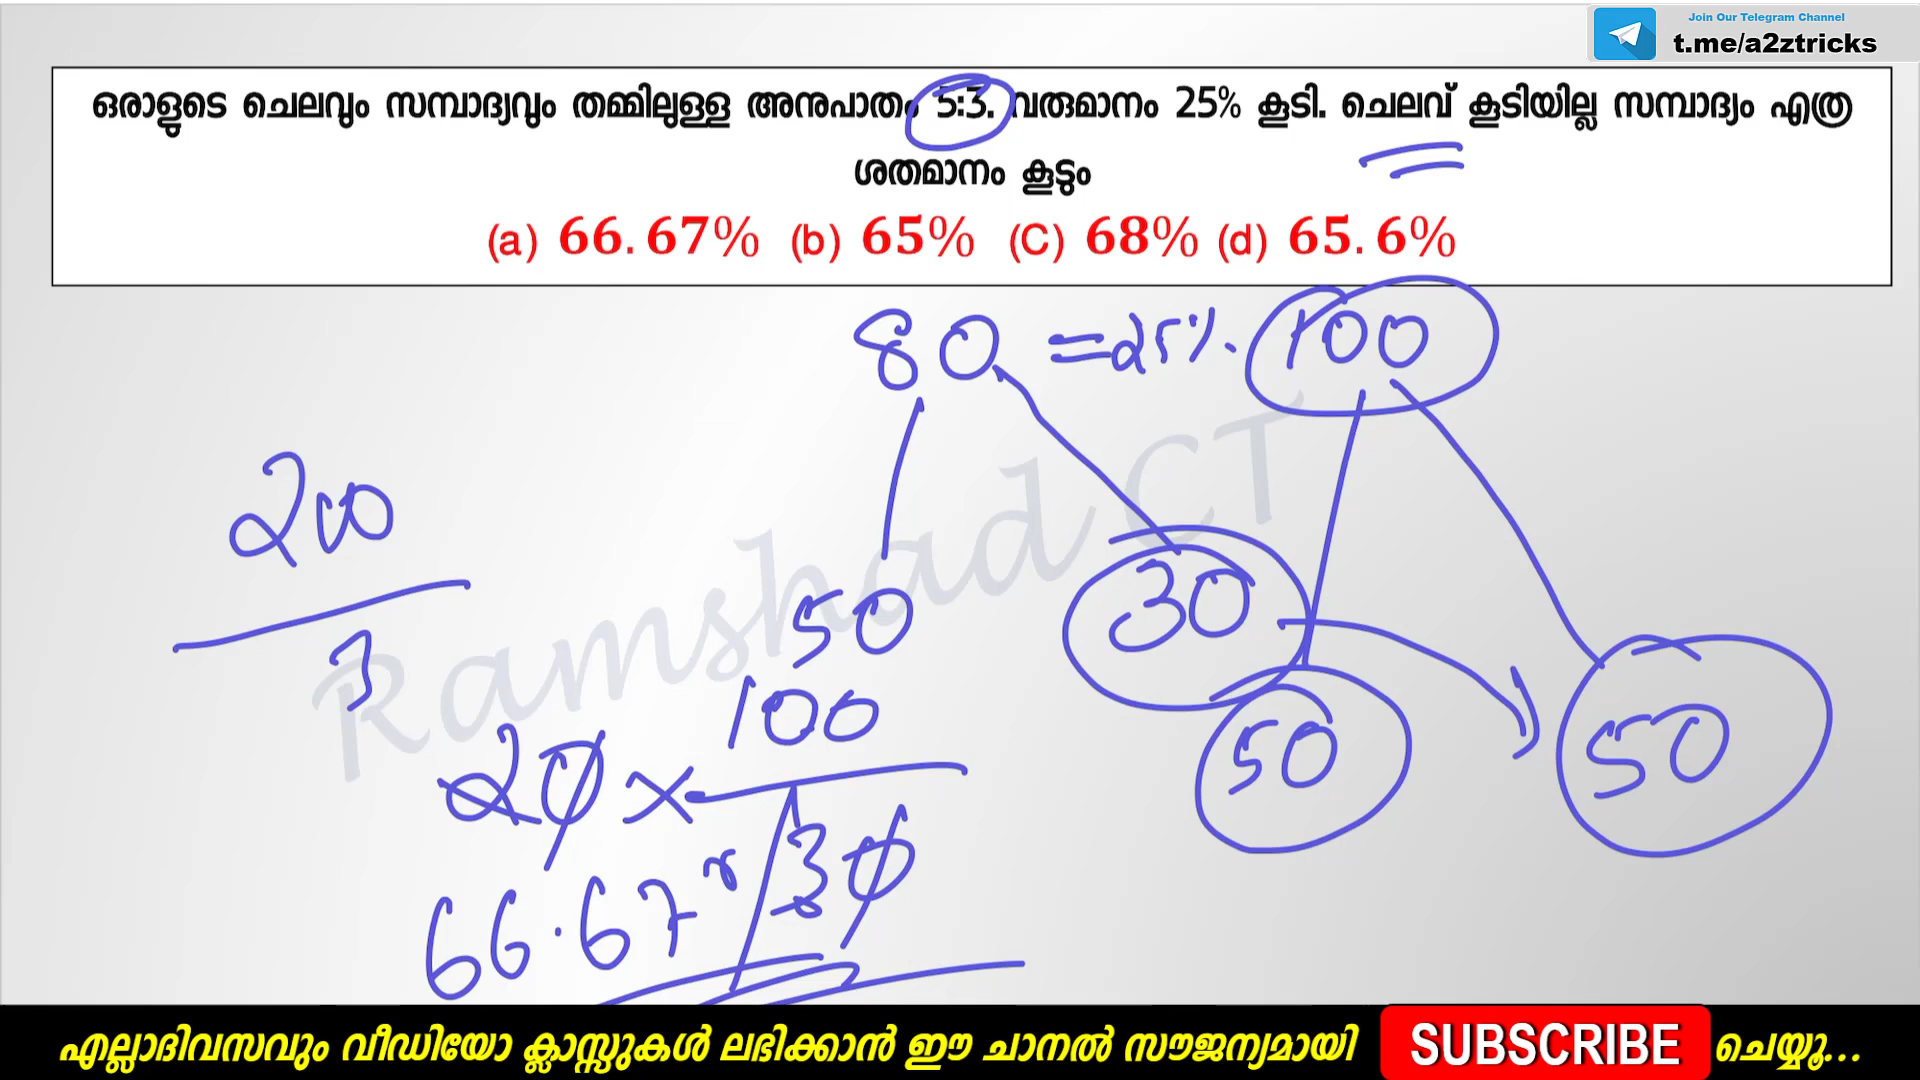 Join Our Telegram Channel
t.me/a2ztricks
ഒരാളുടെ ചെലവും സമ്പാദ്യവും തമ്മിലുള്ള അനുപാതം 5:3. വരുമാനം 25% കൂടി. ചെലവ് കൂടിയില്ല സമ്പാദ്യം എത്ര
ശതമാനം കൂടും
(a) 66.67% (b) 65% (C) 68% (d) 65.6%
80 =25%. 100
200
3
50 30
50 50
20 × 100
30
66.67%
Ramshad CT
എല്ലാദിവസവും വീഡിയോ ക്ലാസ്സുകൾ ലഭിക്കാൻ ഈ ചാനൽ സൗജന്യമായി SUBSCRIBE ചെയ്യൂ...